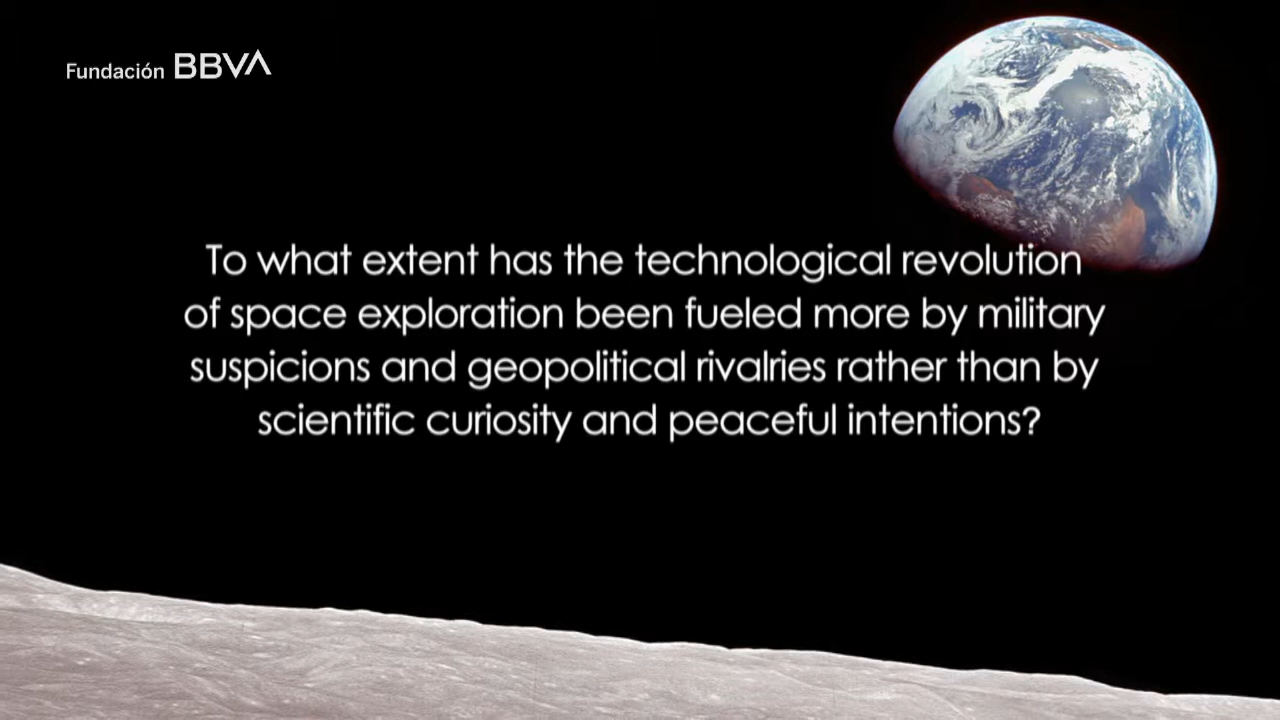 Fundación BBVA
To what extent has the technological revolution
of space exploration been fueled more by military
suspicions and geopolitical rivalries rather than by
scientific curiosity and peaceful intentions?